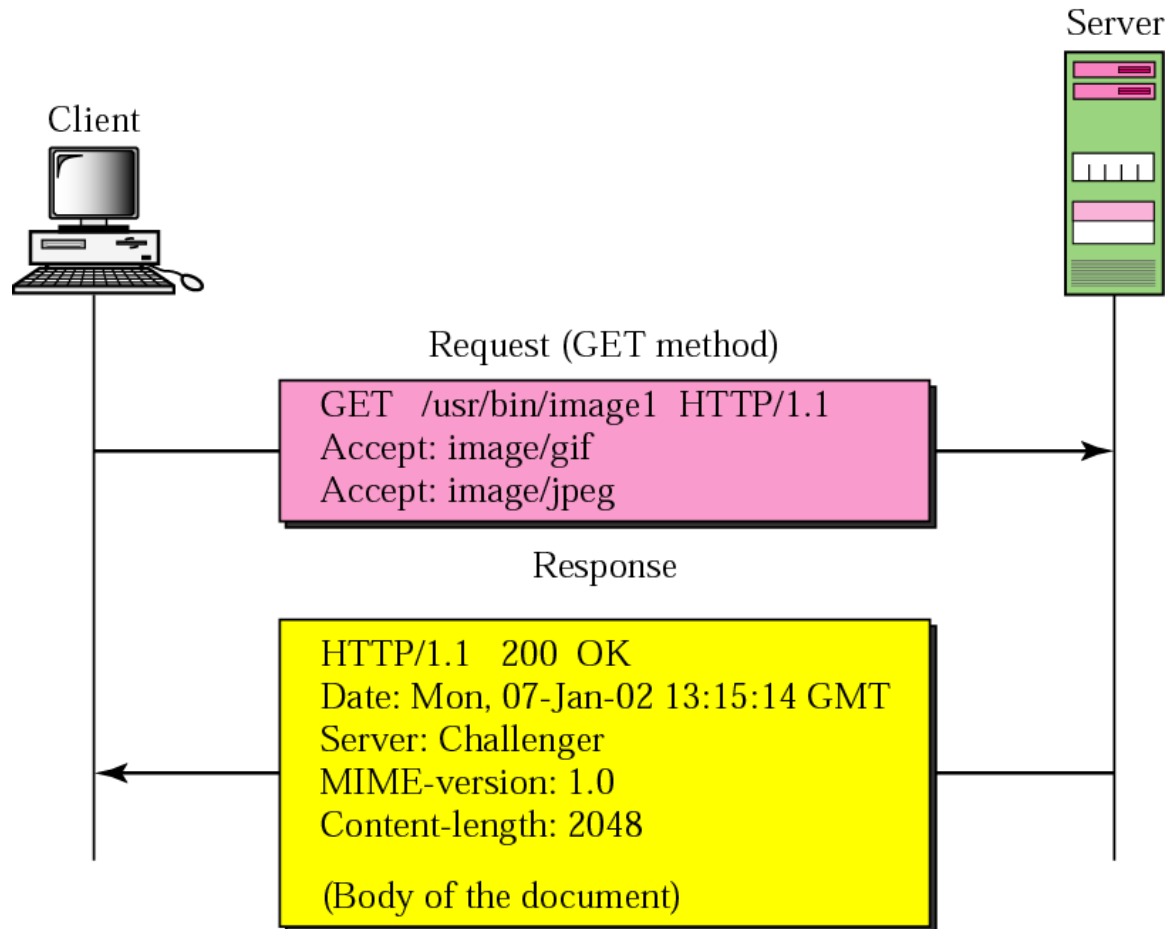 Server
Client
Request (GET method)
GET /usr/bin/image1 HTTP/1.1
Accept: image/gif
Accept: image/jpeg
Response
HTTP/1.1 200 OK
Date: Mon, 07-Jan-02 13:15:14 GMT
Server: Challenger
MIME-version: 1.0
Content-length: 2048
(Body of the document)